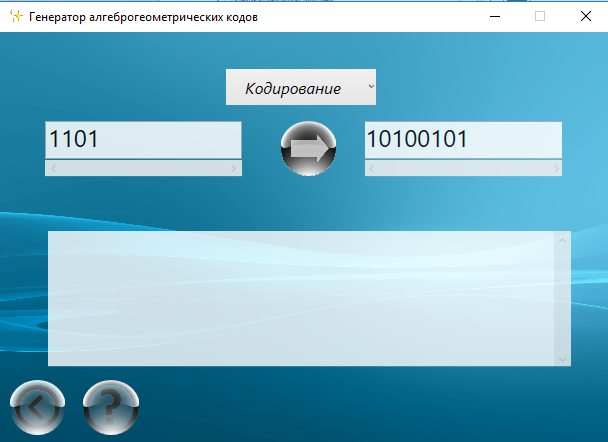 Генератор алгеброгеометрических кодов
Кодирование
1101
10100101
?